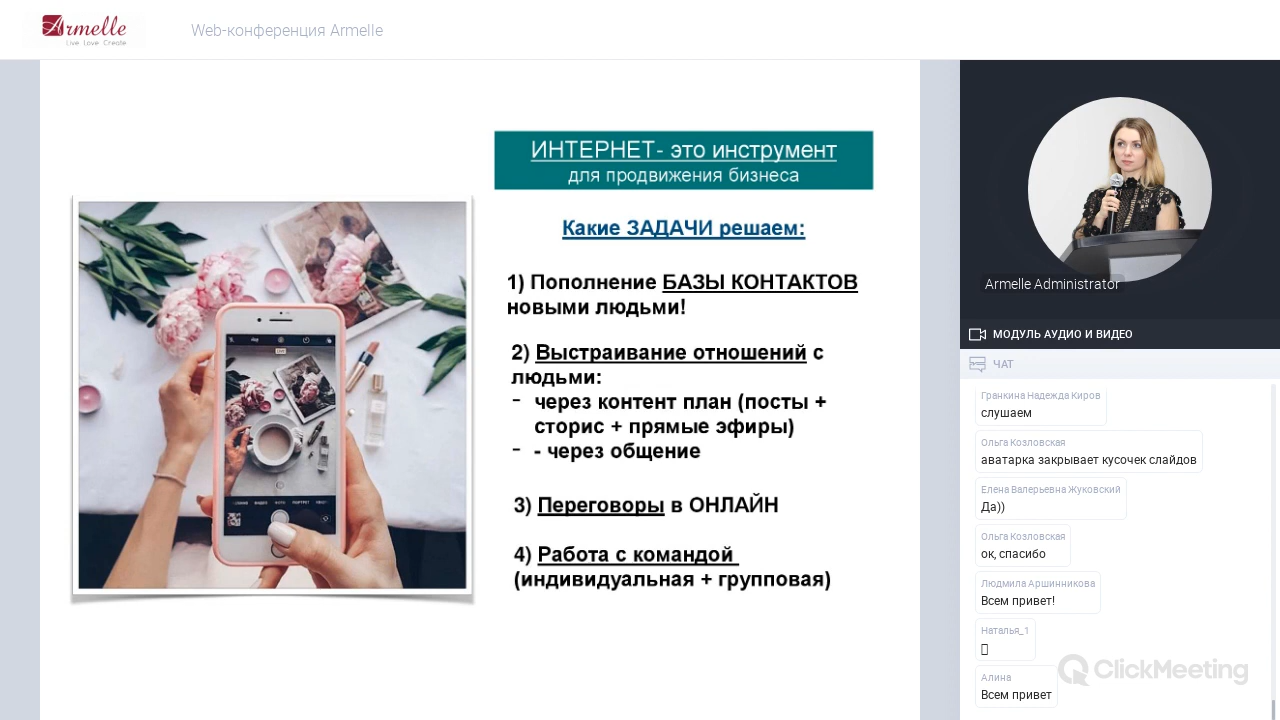 Armelle
Live Love Create
Web-конференция Armelle
ИНТЕРНЕТ- это инструмент
для продвижения бизнеса
Какие ЗАДАЧИ решаем:
1) Пополнение БАЗЫ КОНТАКТОВ
новыми людьми!
2) Выстраивание отношений с
людьми:
- через контент план (посты +
сторис + прямые эфиры)
- - через общение
3) Переговоры в ОНЛАЙН
4) Работа с командой
(индивидуальная + групповая)
LIVE
ВИДЕО
ФОТО
ПОРТРЕТ
Armelle Administrator
МОДУЛЬ АУДИО И ВИДЕО
ЧАТ
Гранкина Надежда Киров
слушаем
Ольга Козловская
аватарка закрывает кусочек слайдов
Елена Валерьевна Жуковский
Да))
Ольга Козловская
ок, спасибо
Людмила Аршинникова
Всем привет!
Наталья_1
Алина
Всем привет
ClickMeeting